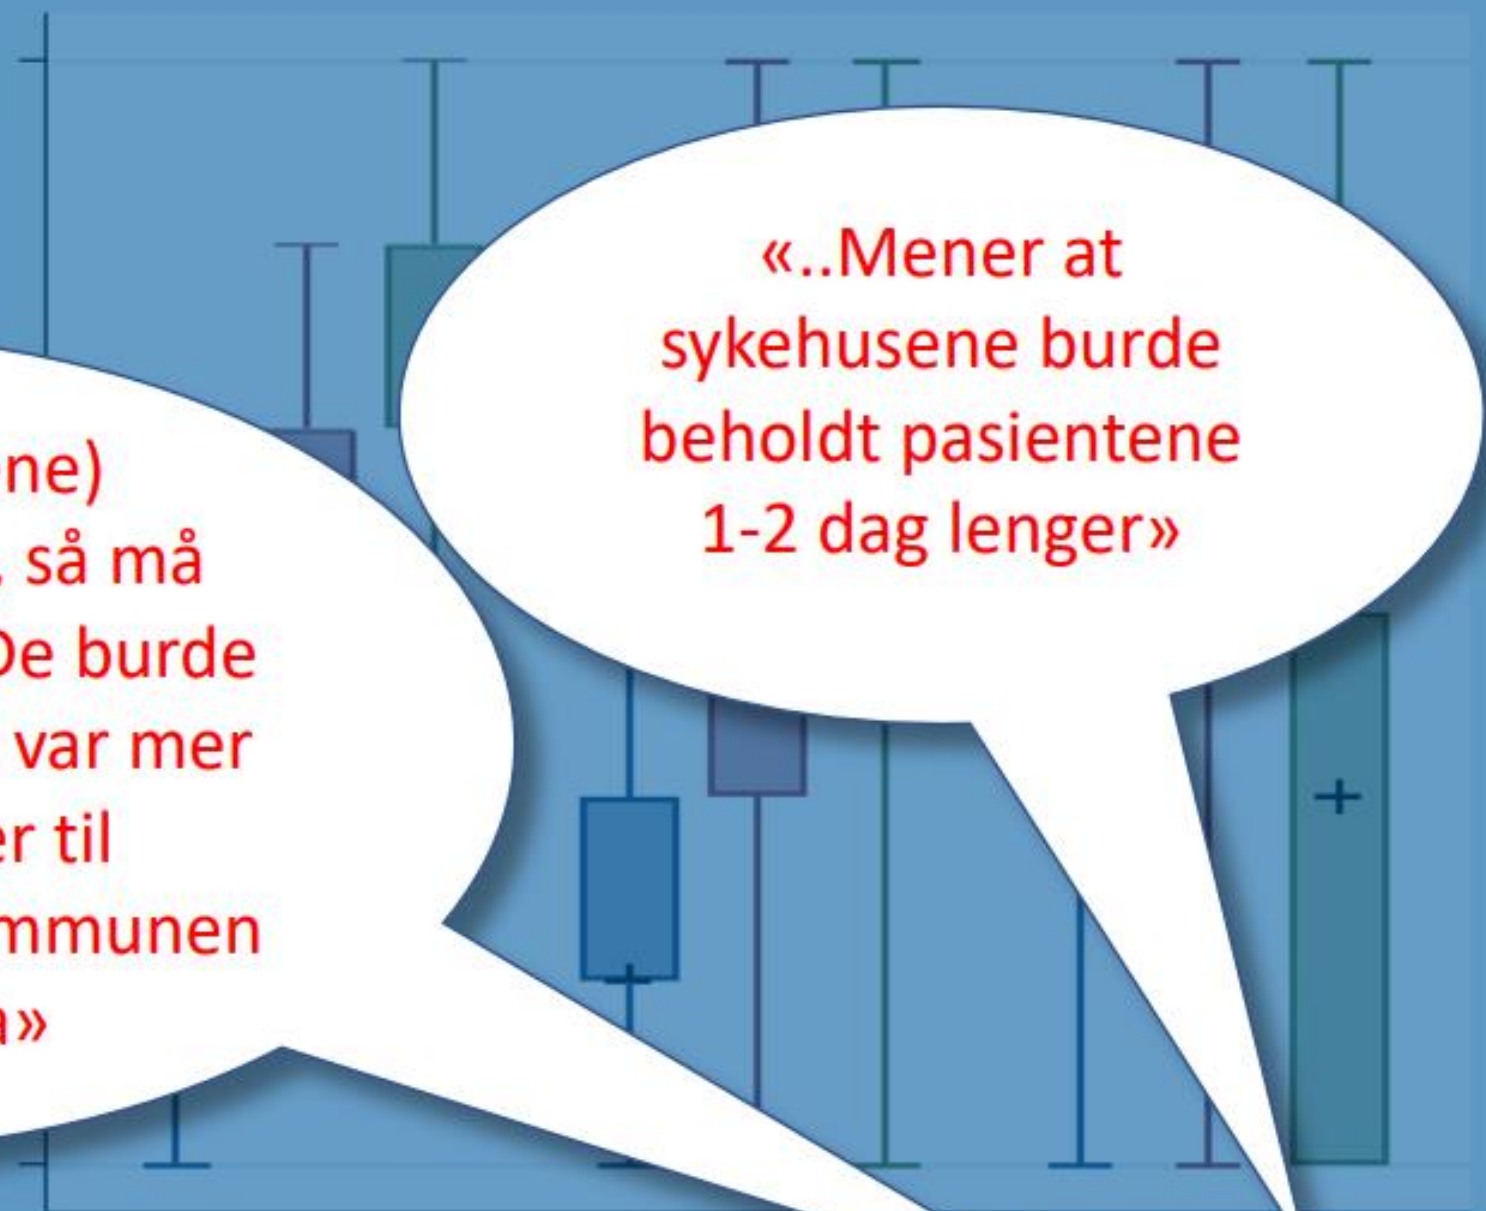 ne)
, så må
De burde
var mer
er til
mmunen
a»
«..Mener at
sykehusene burde
beholdt pasientene
1-2 dag lenger»